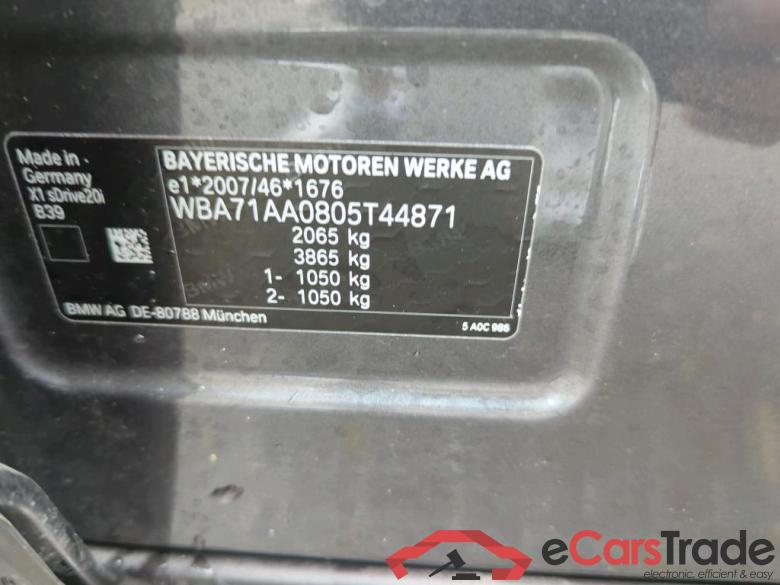 Made in
Germany
X1 sDrive20i
B39
BAYERISCHE MOTOREN WERKE AG
e1*2007/46*1676
WBA71AA0805T44871
2065 kg
3865 kg
1- 1050 kg
2- 1050 kg
BMW AG DE-80788 München
5 A0C 985
eCarsTrade
electronic, efficient & easy